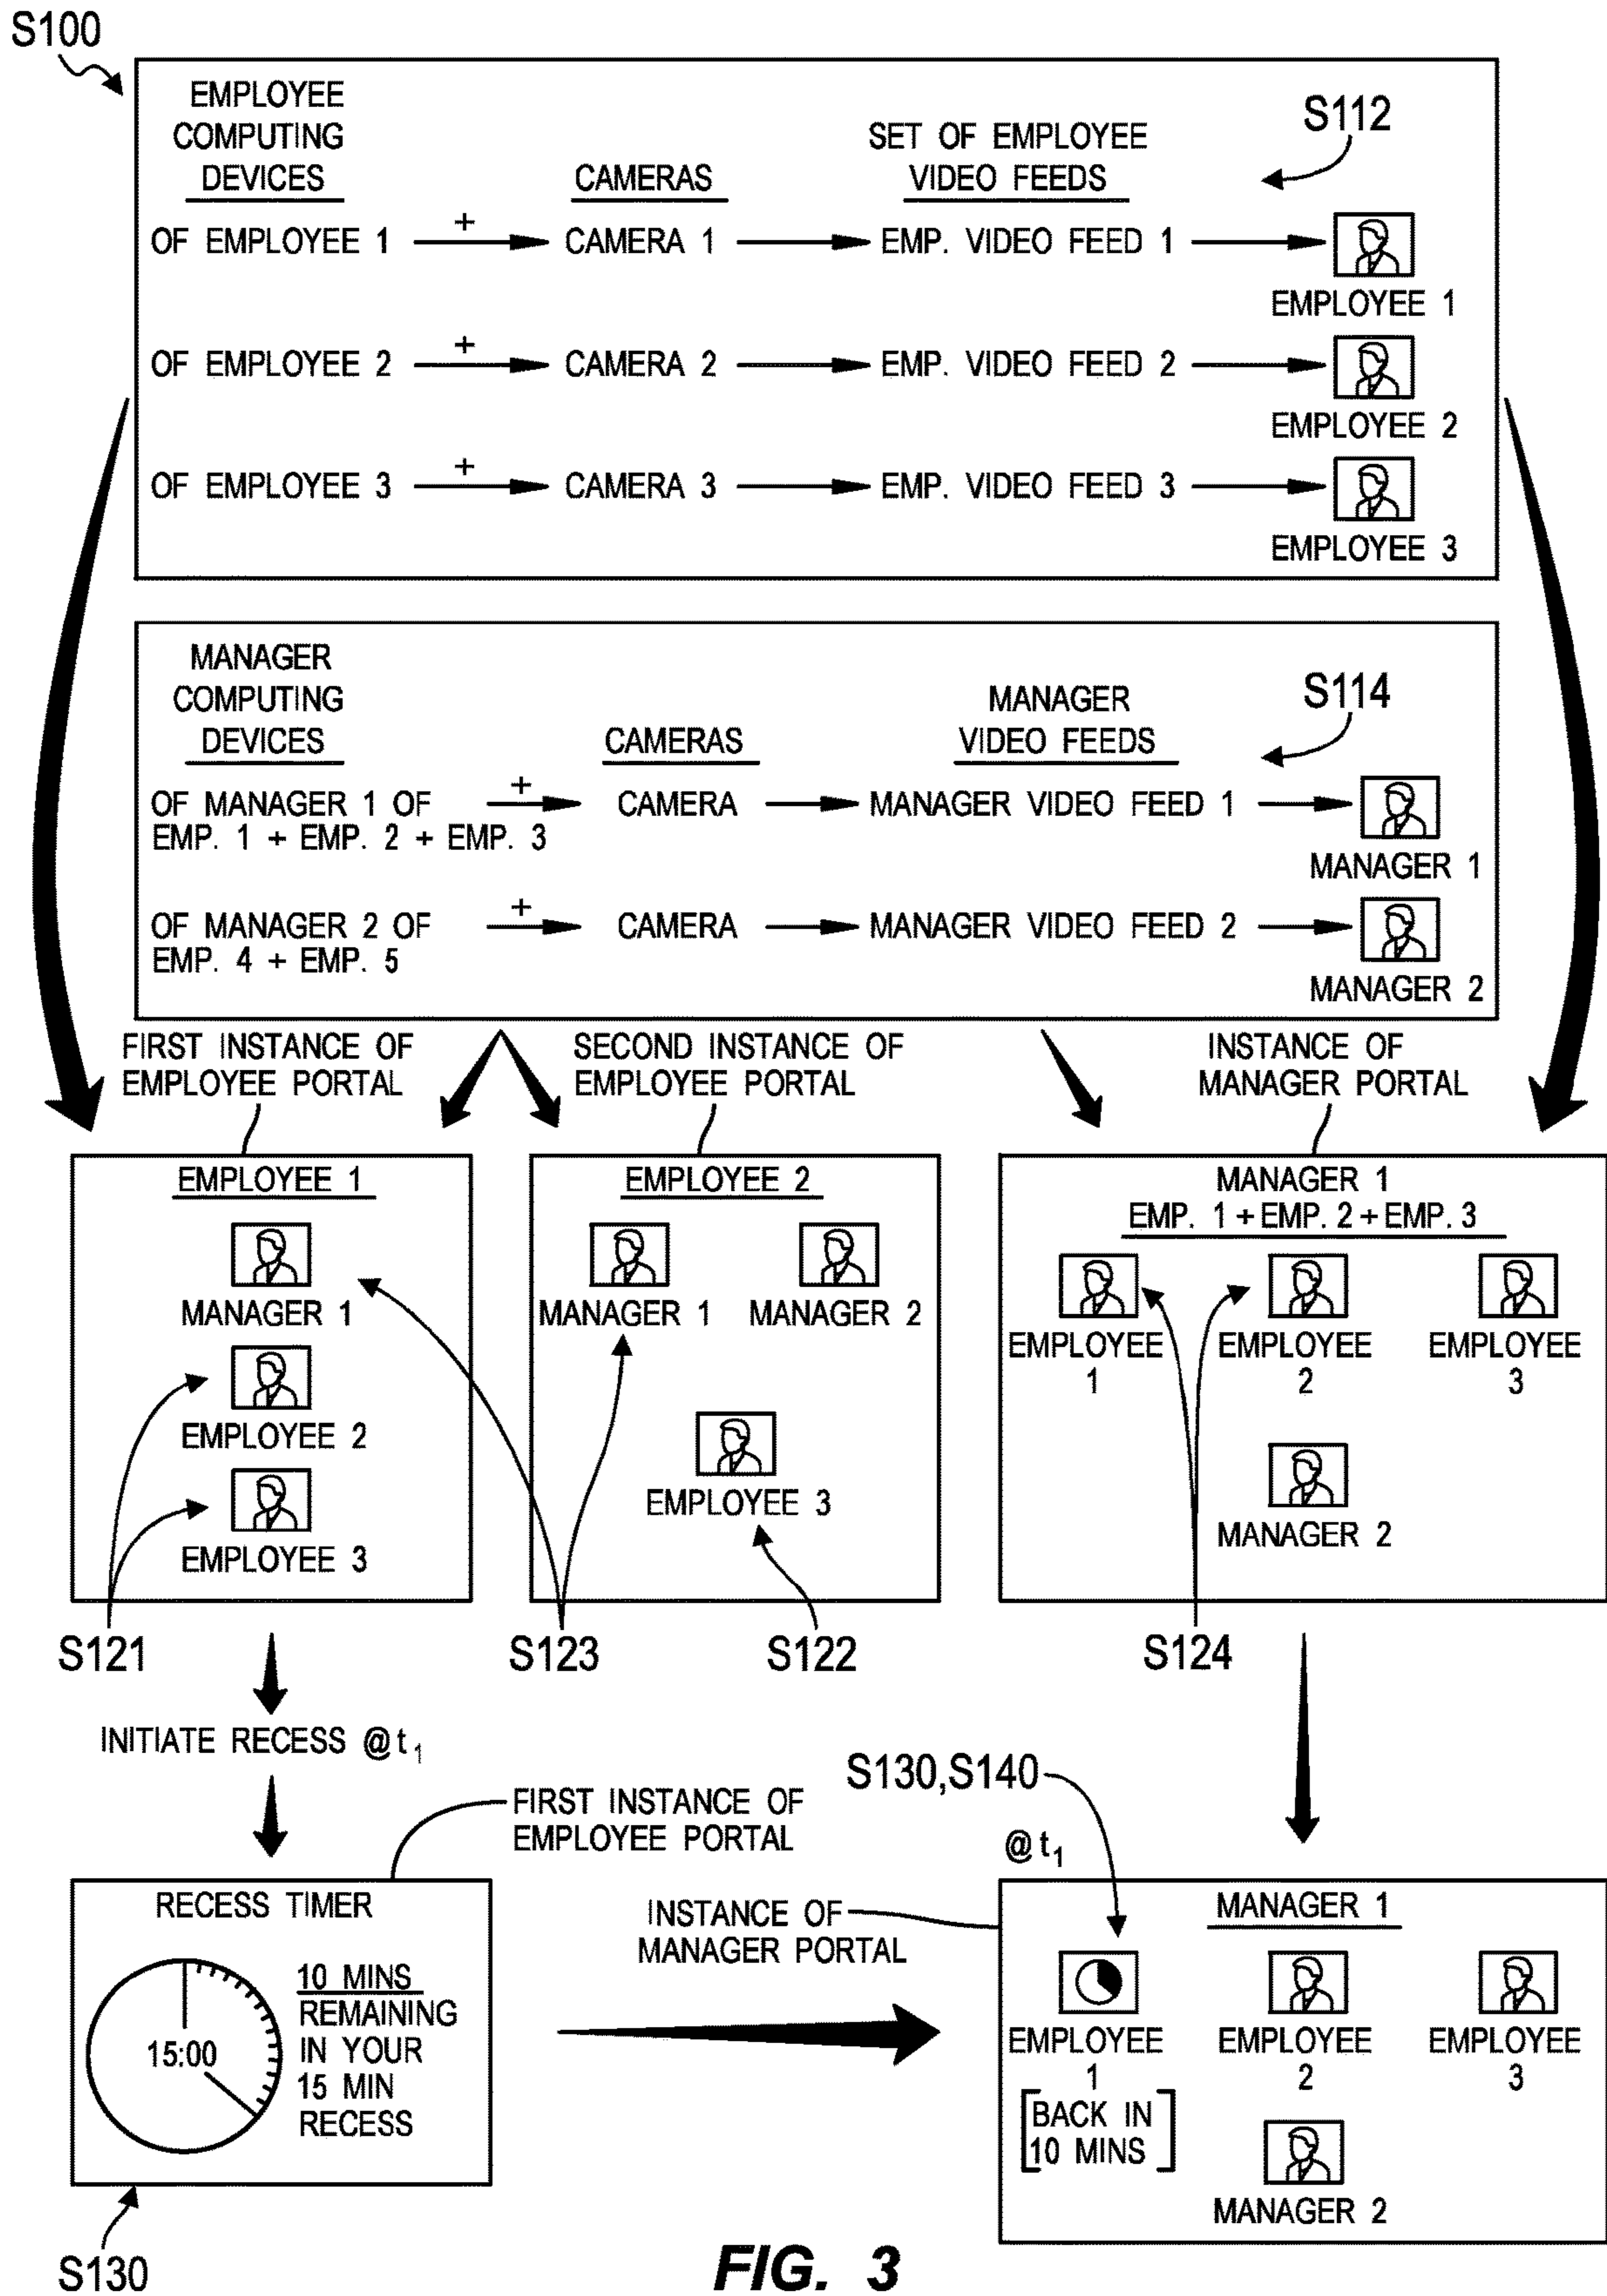 S100
EMPLOYEE
COMPUTING
DEVICES
CAMERAS
SET OF EMPLOYEE
VIDEO FEEDS
S112
OF EMPLOYEE 1 + CAMERA 1 EMP. VIDEO FEED 1
EMPLOYEE 1
OF EMPLOYEE 2 + CAMERA 2 EMP. VIDEO FEED 2
EMPLOYEE 2
OF EMPLOYEE 3 + CAMERA 3 EMP. VIDEO FEED 3
EMPLOYEE 3
MANAGER
COMPUTING
DEVICES
CAMERAS
MANAGER
VIDEO FEEDS
S114
OF MANAGER 1 OF + CAMERA MANAGER VIDEO FEED 1
EMP. 1 + EMP. 2 + EMP. 3
MANAGER 1
OF MANAGER 2 OF + CAMERA MANAGER VIDEO FEED 2
EMP. 4 + EMP. 5
MANAGER 2
FIRST INSTANCE OF
EMPLOYEE PORTAL
SECOND INSTANCE OF
EMPLOYEE PORTAL
INSTANCE OF
MANAGER PORTAL
EMPLOYEE 1
MANAGER 1
EMPLOYEE 2
EMPLOYEE 3
EMPLOYEE 2
MANAGER 1 MANAGER 2
EMPLOYEE 3
MANAGER 1
EMP. 1 + EMP. 2 + EMP. 3
EMPLOYEE
1
EMPLOYEE
2
EMPLOYEE
3
MANAGER 2
S121
S123
S122
S124
INITIATE RECESS @ t1
FIRST INSTANCE OF
EMPLOYEE PORTAL
S130,S140
@ t1
RECESS TIMER
15:00
10 MINS
REMAINING
IN YOUR
15 MIN
RECESS
S130
INSTANCE OF
MANAGER PORTAL
MANAGER 1
EMPLOYEE
1
[BACK IN
10 MINS]
EMPLOYEE
2
EMPLOYEE
3
MANAGER 2
FIG. 3